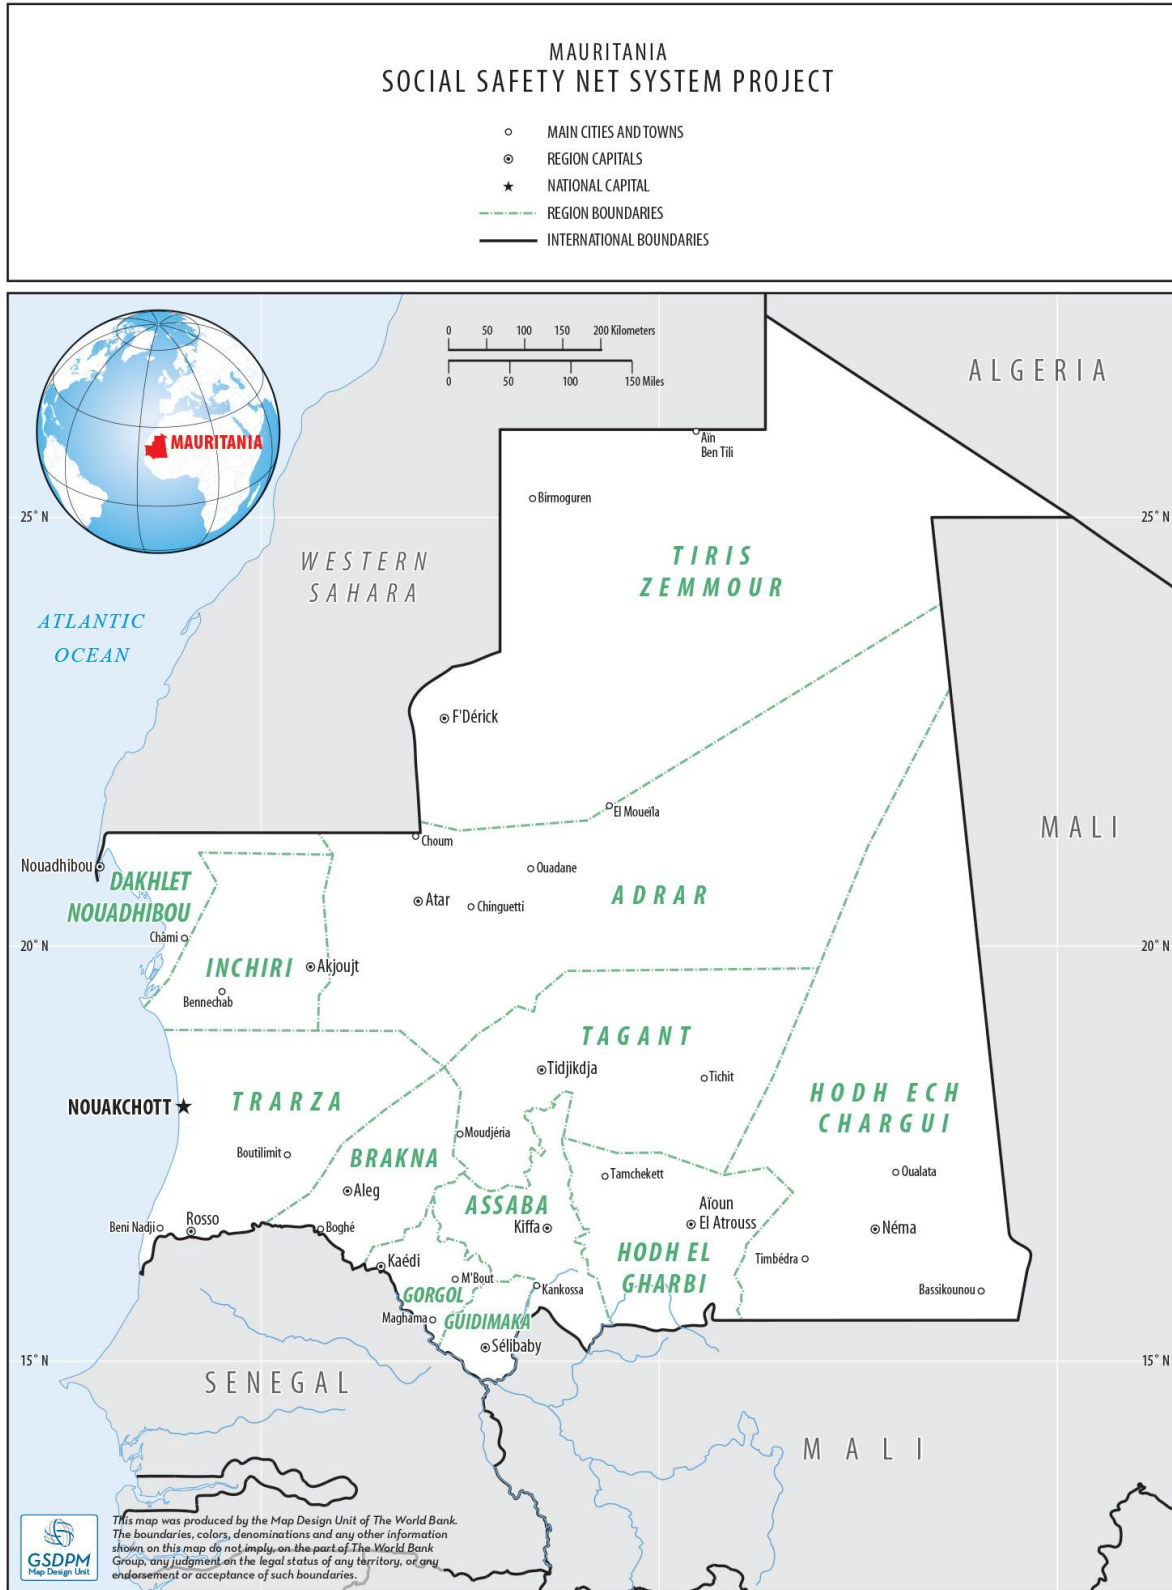 MAURITANIA
SOCIAL SAFETY NET SYSTEM PROJECT
MAIN CITIES AND TOWNS
REGION CAPITALS
NATIONAL CAPITAL
REGION BOUNDARIES
INTERNATIONAL BOUNDARIES
0 50 100 150 200 Kilometers
0 50 100 150 Miles
MAURITANIA
ALGERIA
Aïn
Ben Tili
Birmoguren
25° N
25° N
WESTERN
SAHARA
TIRIS
ZEMMOUR
ATLANTIC
OCEAN
F'Dérick
El Moueïla
MALI
Choum
Nouadhibou
Ouadane
DAKHLET
NOUADHIBOU
ADRAR
Atar
Chinguetti
Châmi
20° N
20° N
INCHIRI
Akjoujt
Bennechab
TAGANT
Tidjikdja
Tichit
HODH ECH
CHARGUI
NOUAKCHOTT
TRARZA
Moudjéria
Boutilimit
BRAKNA
Tamchekett
Oualata
Aleg
ASSABA
Aïoun
El Atrouss
Rosso
Beni Nadji
Boghé
Kiffa
Néma
HODH EL
GHARBI
Timbédra
Kaédi
M'Bout
Kankossa
Bassikounou
GORGOL
Maghama
GUIDIMAKA
Sélibaby
15° N
15° N
SENEGAL
MALI
GSDPM
Map Design Unit
This map was produced by the Map Design Unit of The World Bank.
The boundaries, colors, denominations and any other information
shown on this map do not imply, on the part of The World Bank
Group, any judgment on the legal status of any territory, or any
endorsement or acceptance of such boundaries.